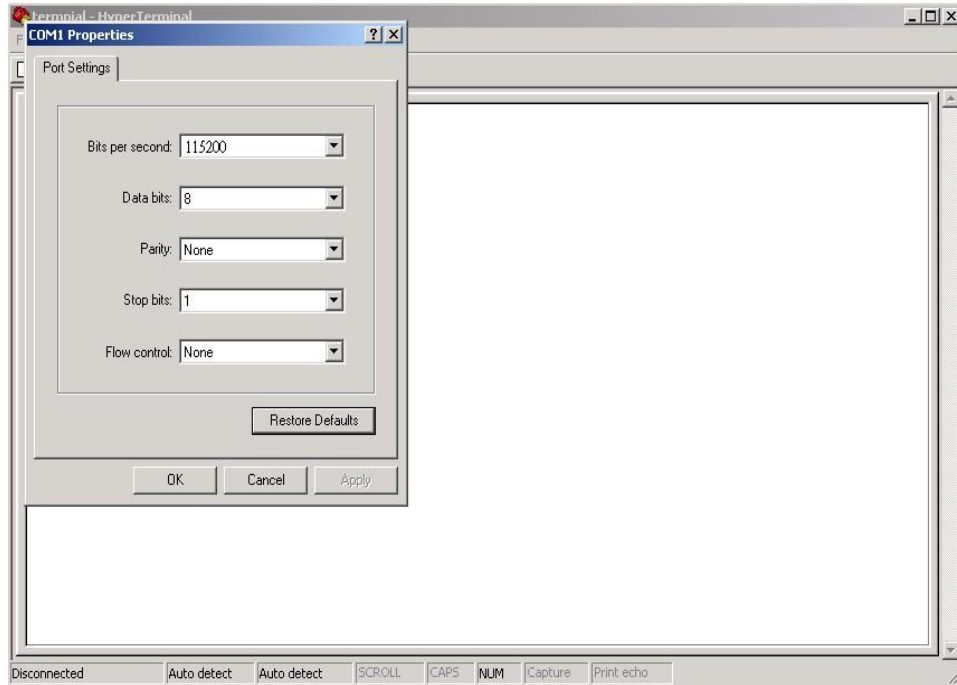 termnial - HyperTerminal
COM1 Properties
F
Port Settings
Bits per second: 115200
Data bits: 8
Parity: None
Stop bits: 1
Flow control: None
Restore Defaults
OK Cancel Apply
Disconnected Auto detect Auto detect SCROLL CAPS NUM Capture Print echo